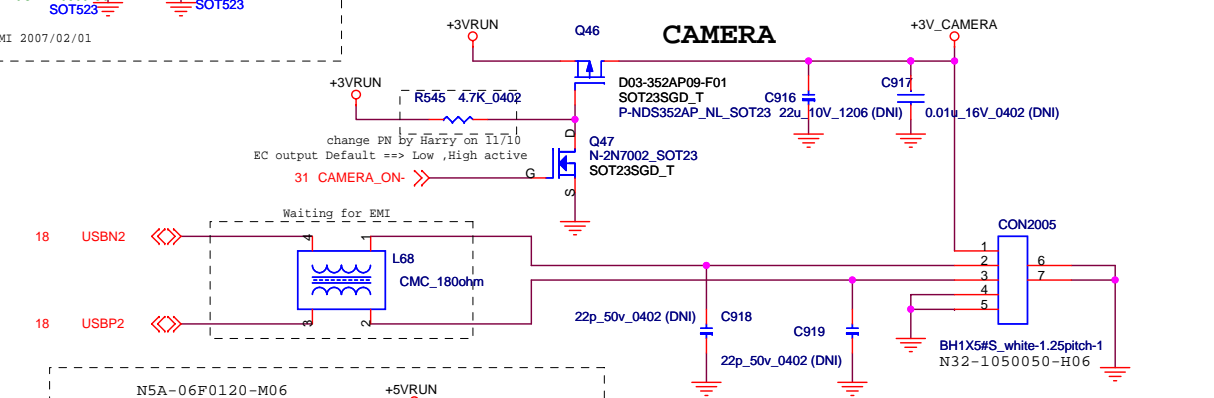 SOT523
SOT523
MI 2007/02/01
+3VRUN
Q46
CAMERA
+3V_CAMERA
+3VRUN
D03-352AP09-F01
SOT23SGD_T
P-NDS352AP_NL_SOT23
C916
22u_10V_1206 (DNI)
C917
0.01u_16V_0402 (DNI)
R545 4.7K_0402
change PN by Harry on 11/10
EC output Default ==> Low ,High active
D
Q47
N-2N7002_SOT23
SOT23SGD_T
31 CAMERA_ON-
G
S
Waiting for EMI
CON2005
18 USBN2
4
1
L68
CMC_180ohm
1
2
3
4
5
6
7
18 USBP2
3
2
22p_50v_0402 (DNI)
C918
C919
22p_50v_0402 (DNI)
BH1X5#S_white-1.25pitch-1
N32-1050050-H06
N5A-06F0120-M06
+5VRUN